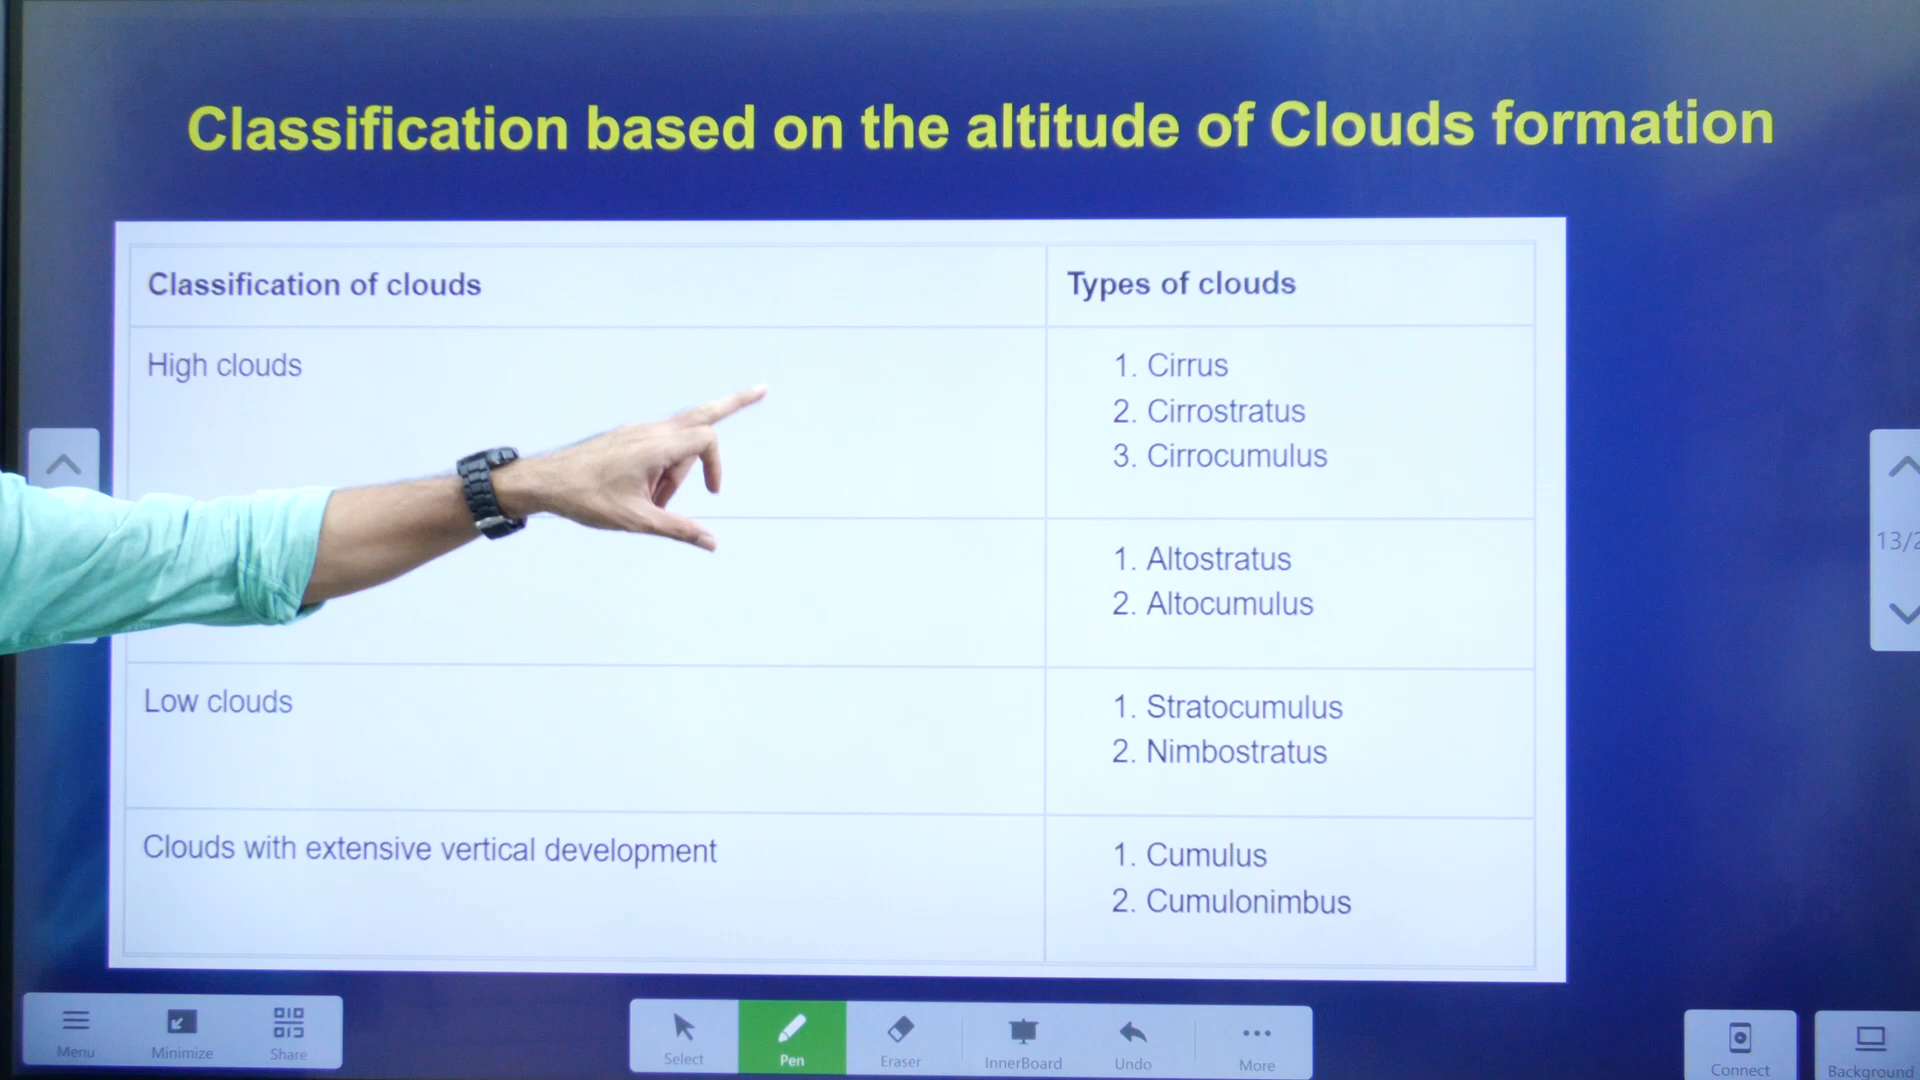 Classification based on the altitude of Clouds formation
Classification of clouds
Types of clouds
High clouds
1. Cirrus
2. Cirrostratus
3. Cirrocumulus
1. Altostratus
2. Altocumulus
Low clouds
1. Stratocumulus
2. Nimbostratus
Clouds with extensive vertical development
1. Cumulus
2. Cumulonimbus
13/2
Menu
Minimize
Share
Select
Pen
Eraser
InnerBoard
Undo
More
Connect
Background